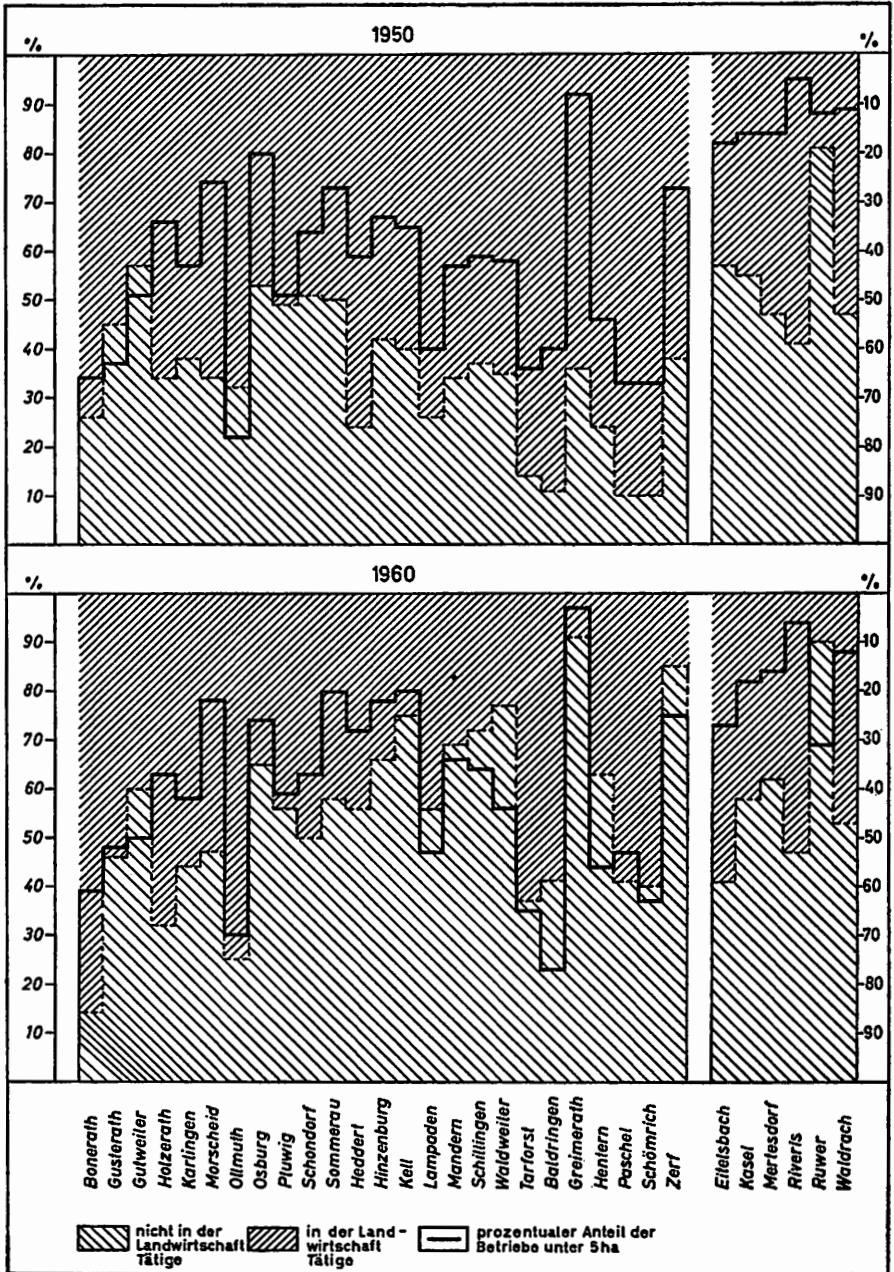 1950
%
%
90
80
70
60
50
40
30
20
10
10
20
30
40
50
60
70
80
90
1960
%
%
90
80
70
60
50
40
30
20
10
10
20
30
40
50
60
70
80
90
Bonerath
Gusterath
Gutweiler
Holzerath
Korlingen
Morscheid
Ollmuth
Osburg
Pluwig
Schöndorf
Sommerau
Heddert
Hinzenburg
Kell
Lampaden
Mandern
Schillingen
Waldweiler
Tarforst
Baldringen
Greimerath
Hentern
Paschel
Schömrich
Zerf
Eitelsbach
Kasel
Mertesdorf
Riveris
Ruwer
Waldrach
nicht in der
Landwirtschaft
Tätige
in der Land-
wirtschaft
Tätige
prozentualer Anteil der
Betriebe unter 5ha